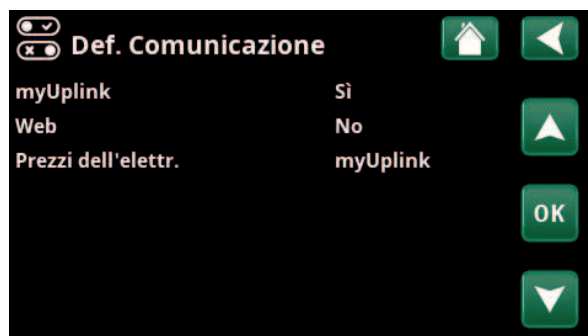 Def. Comunicazione
myUplink Sì
Web No
Prezzi dell'elettr. myUplink
OK